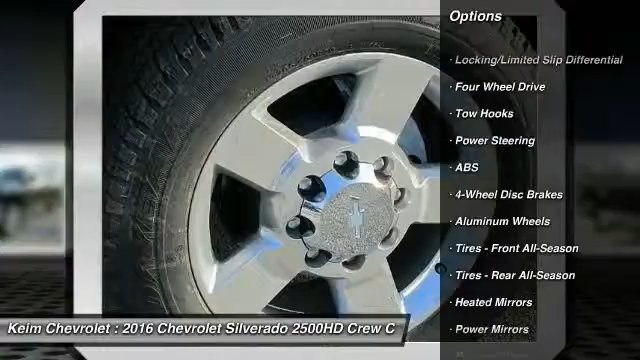 Options
· Locking/Limited Slip Differential
· Four Wheel Drive
· Tow Hooks
· Power Steering
· ABS
· 4-Wheel Disc Brakes
· Aluminum Wheels
· Tires - Front All-Season
· Tires - Rear All-Season
· Heated Mirrors
· Power Mirrors
Keim Chevrolet : 2016 Chevrolet Silverado 2500HD Crew C